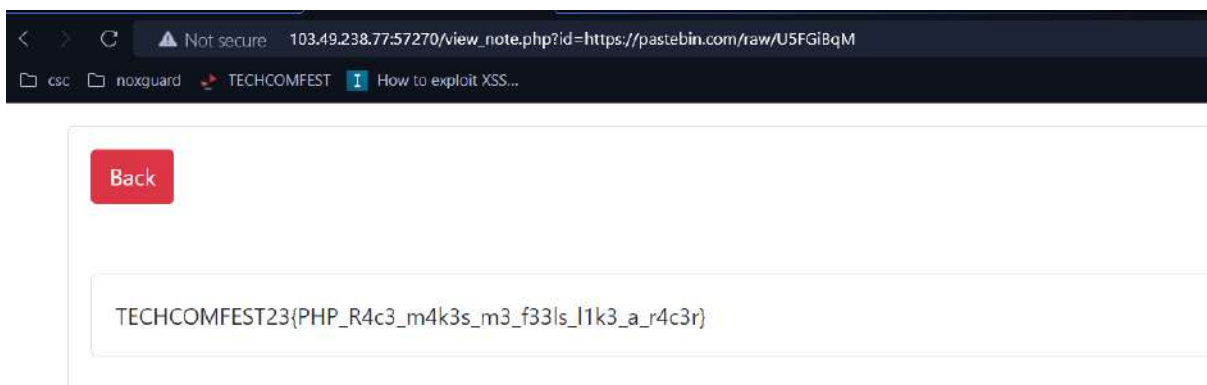 Not secure 103.49.238.77:57270/view_note.php?id=https://pastebin.com/raw/U5FGiBqM
csc noxguard TECHCOMFEST How to exploit XSS...
Back
TECHCOMFEST23{PHP_R4c3_m4k3s_m3_f33ls_l1k3_a_r4c3r}